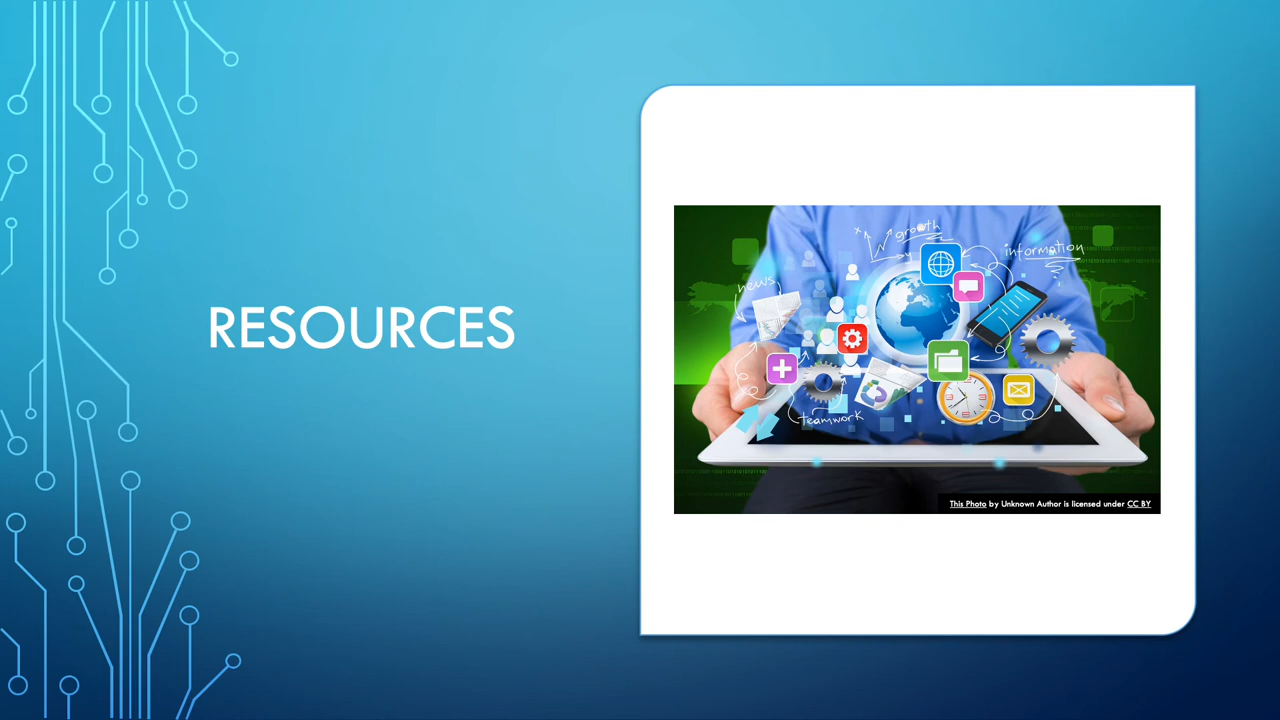 RESOURCES
growth
information
news
teamwork
This Photo by Unknown Author is licensed under CC BY